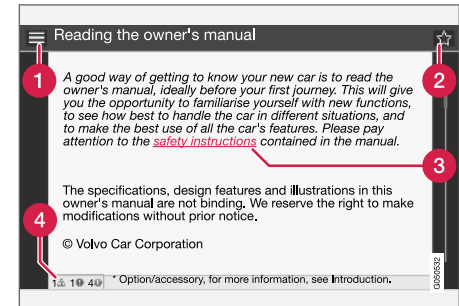 Reading the owner's manual
1
2
A good way of getting to know your new car is to read the
owner's manual, ideally before your first journey. This will give
you the opportunity to familiarise yourself with new functions,
to see how best to handle the car in different situations, and
to make the best use of all the car's features. Please pay
attention to the safety instructions contained in the manual.
3
The specifications, design features and illustrations in this
owner's manual are not binding. We reserve the right to make
modifications without prior notice.
4
© Volvo Car Corporation
1 1 4 * Option/accessory, for more information, see Introduction.
G050532